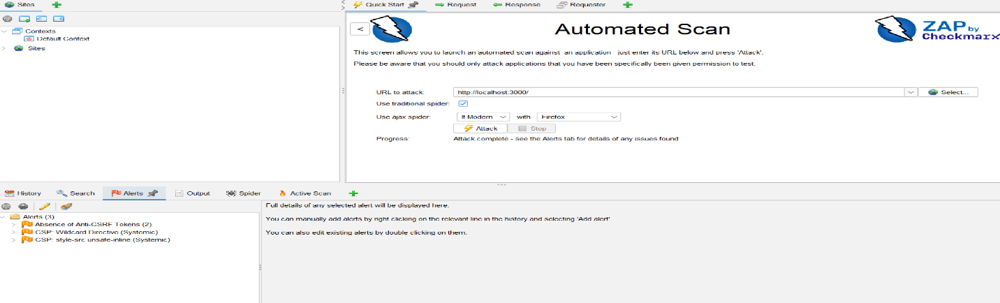 Sites
Quick Start Request Response Requester
< Automated Scan ZAP by Checkmarx
Contexts
Default Context
Sites
This screen allows you to launch an automated scan against an application - just enter its URL below and press 'Attack'.
Please be aware that you should only attack applications that you have been specifically been given permission to test.
URL to attack: http://localhost:3000/ Select...
Use traditional spider:
Use ajax spider: If Modern with Firefox
Attack Stop
Progress: Attack complete - see the Alerts tab for details of any issues found
History Search Alerts Output Spider Active Scan
Alerts (3)
Absence of Anti-CSRF Tokens (2)
CSP: Wildcard Directive (Systemic)
CSP: style-src unsafe-inline (Systemic)
Full details of any selected alert will be displayed here.
You can manually add alerts by right clicking on the relevant line in the history and selecting 'Add alert'.
You can also edit existing alerts by double clicking on them.